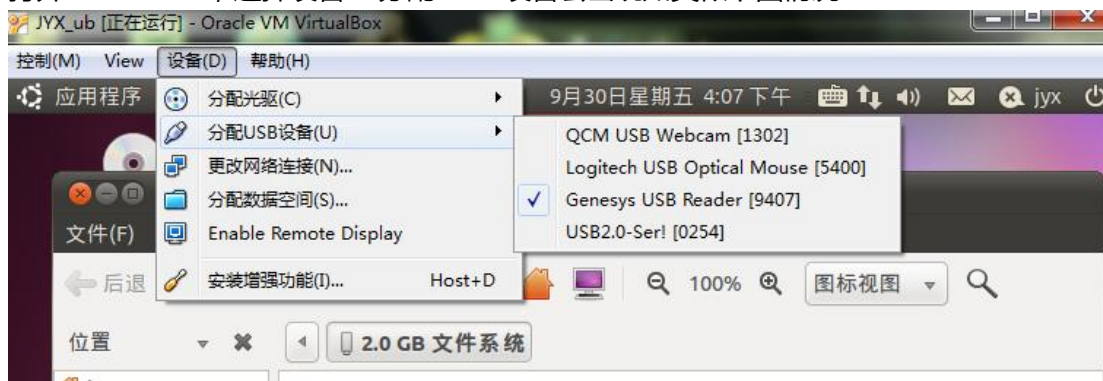 JYX_ub [正在运行] - Oracle VM VirtualBox
控制(M) View 设备(D) 帮助(H)
应用程序 9月30日星期五 4:07下午 jyx
分配光驱(C)
分配USB设备(U)
更改网络连接(N)...
分配数据空间(S)...
Enable Remote Display
安装增强功能(I)... Host+D
QCM USB Webcam [1302]
Logitech USB Optical Mouse [5400]
Genesys USB Reader [9407]
USB2.0-Ser! [0254]
文件(F)
后退 100% 图标视图
位置 2.0 GB 文件系统